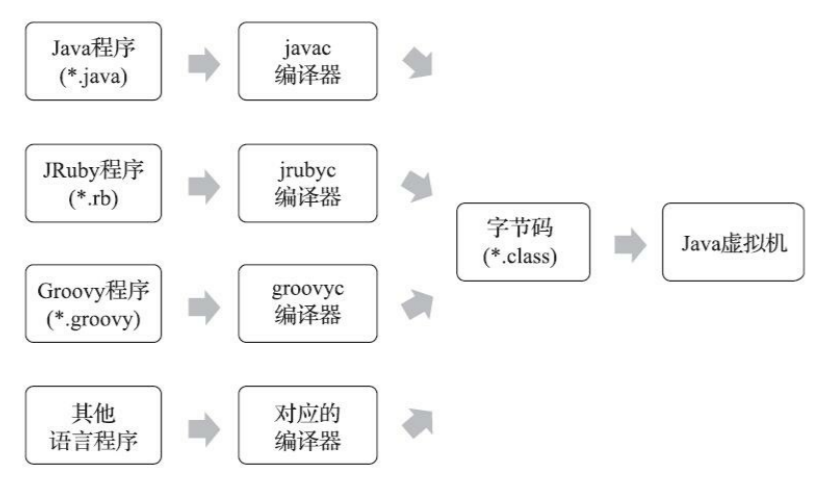 Java程序
(*.java)
javac
编译器
JRuby程序
(*.rb)
jrubyc
编译器
字节码
(*.class)
Java虚拟机
Groovy程序
(*.groovy)
groovyc
编译器
其他
语言程序
对应的
编译器